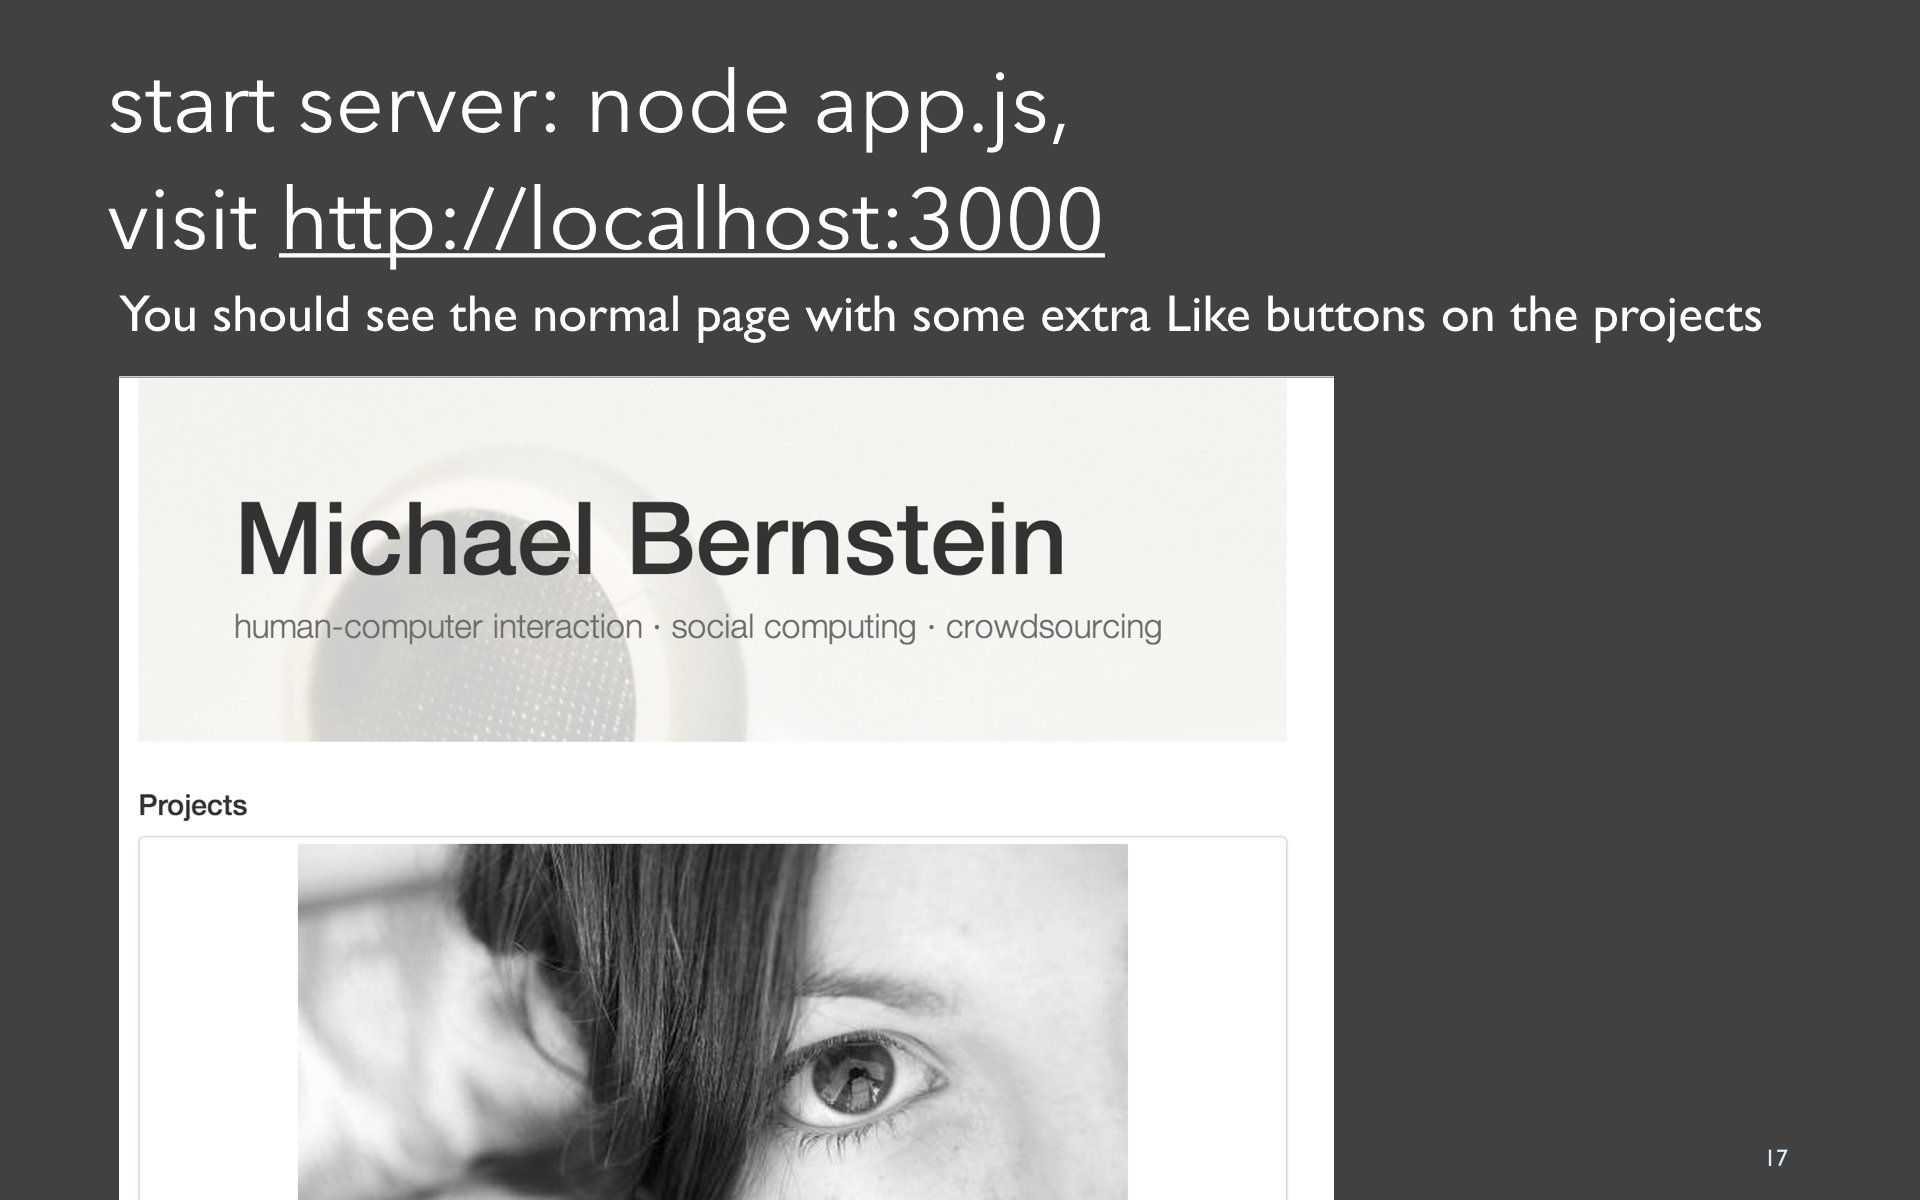 start server: node app.js,
visit http://localhost:3000
You should see the normal page with some extra Like buttons on the projects
Michael Bernstein
human-computer interaction · social computing · crowdsourcing
Projects
17